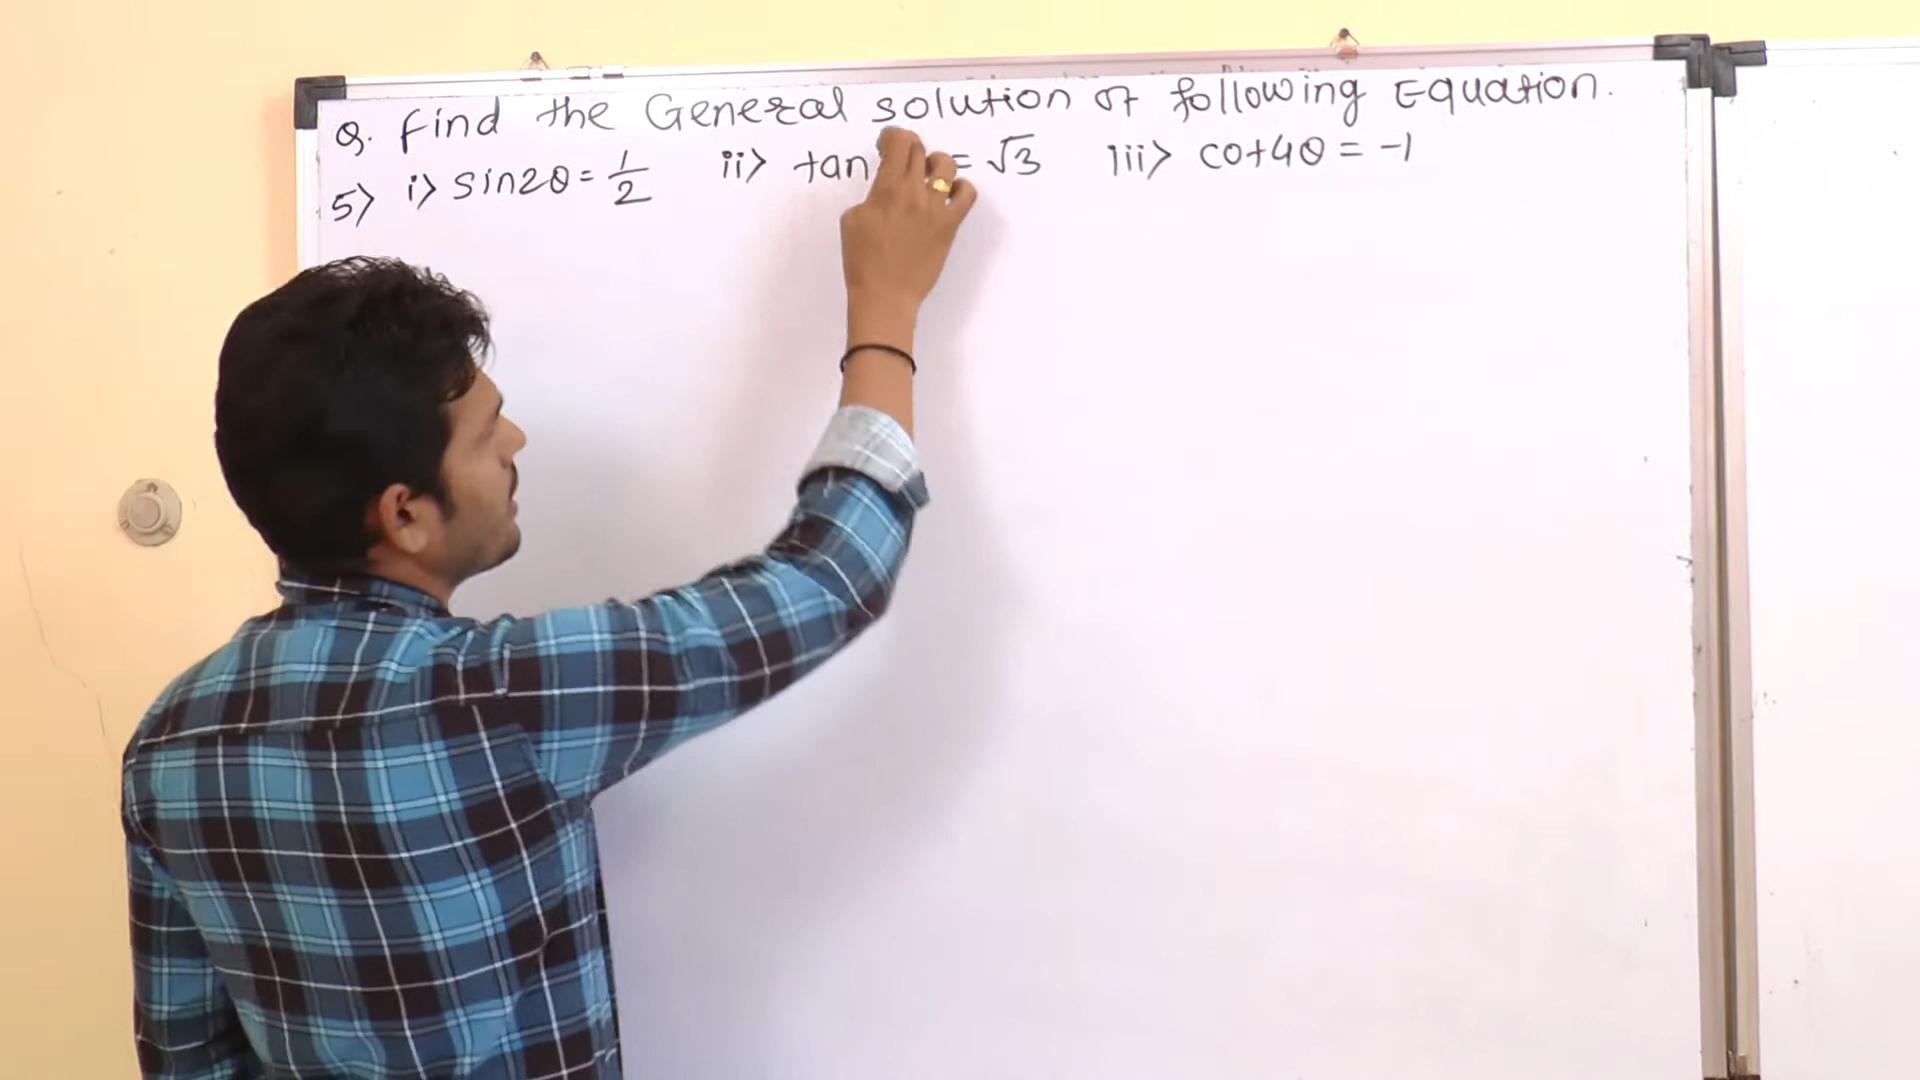 Q. Find the General solution of following Equation.
5) i) sin2θ = 1/2 ii) tan = √3 iii) cot4θ = -1